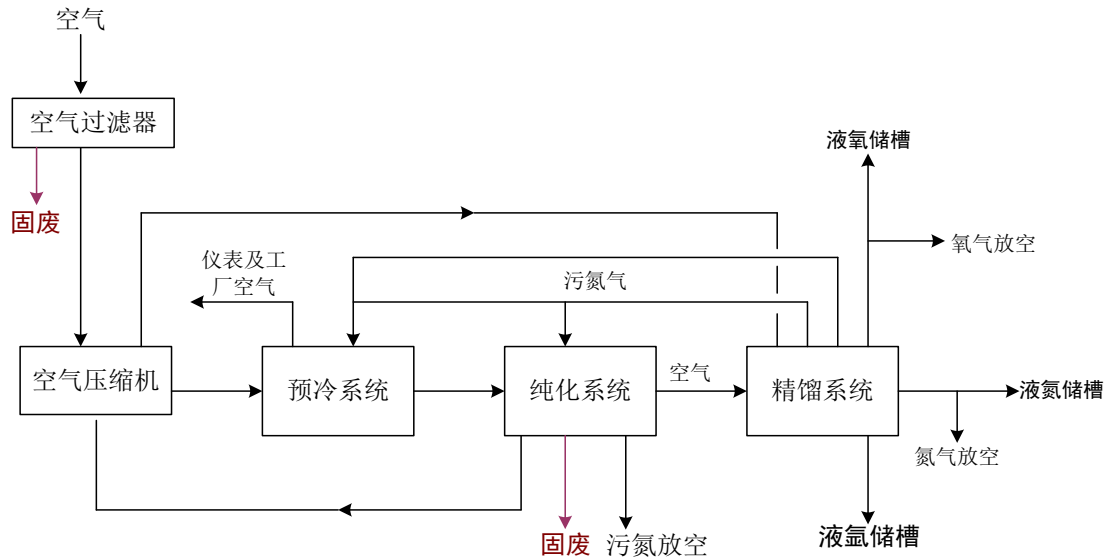 空气
空气过滤器
液氧储槽
固废
氧气放空
仪表及工
厂空气
污氮气
空气压缩机
预冷系统
纯化系统
空气
精馏系统
液氮储槽
氮气放空
固废
污氮放空
液氩储槽